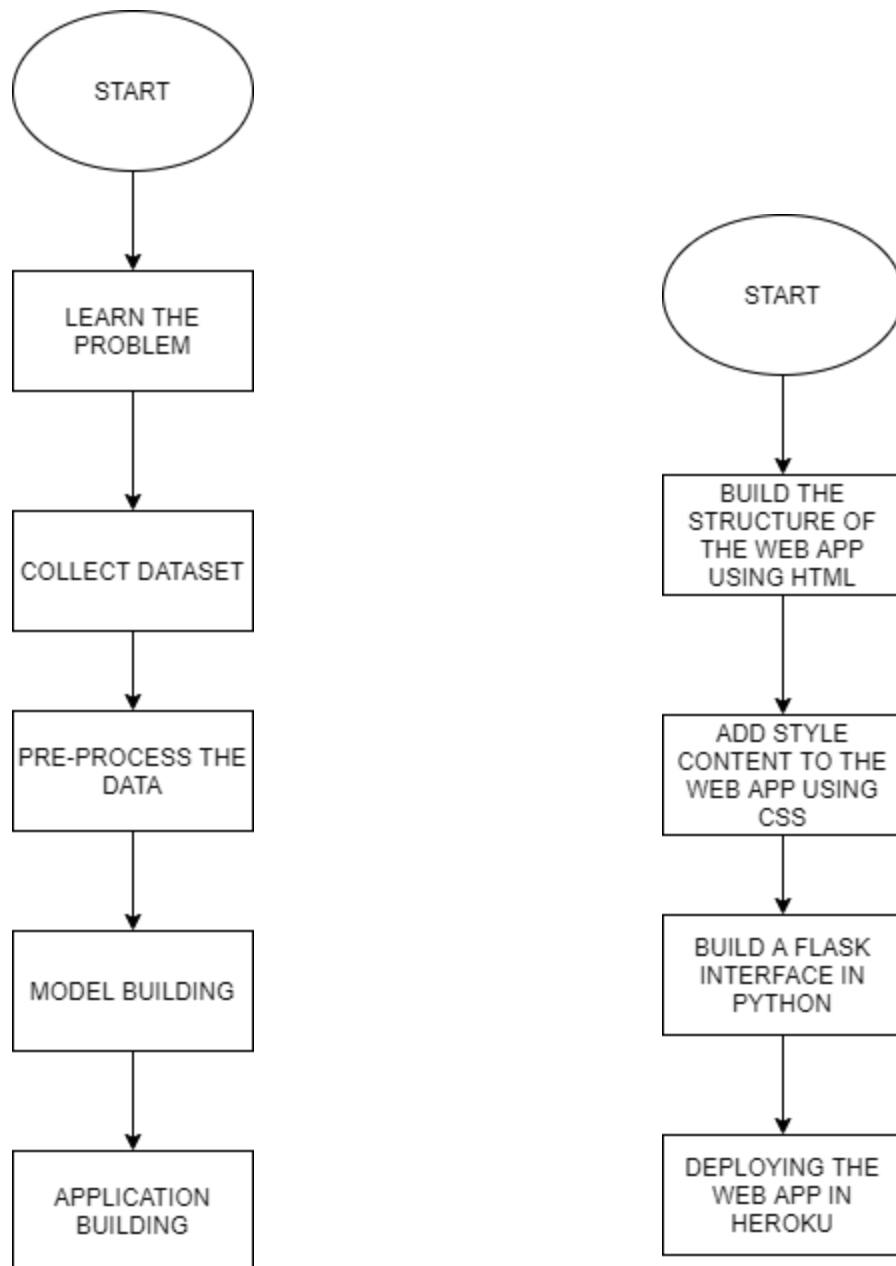 START
LEARN THE
PROBLEM
COLLECT DATASET
PRE-PROCESS THE
DATA
MODEL BUILDING
APPLICATION
BUILDING
START
BUILD THE
STRUCTURE OF
THE WEB APP
USING HTML
ADD STYLE
CONTENT TO THE
WEB APP USING
CSS
BUILD A FLASK
INTERFACE IN
PYTHON
DEPLOYING THE
WEB APP IN
HEROKU